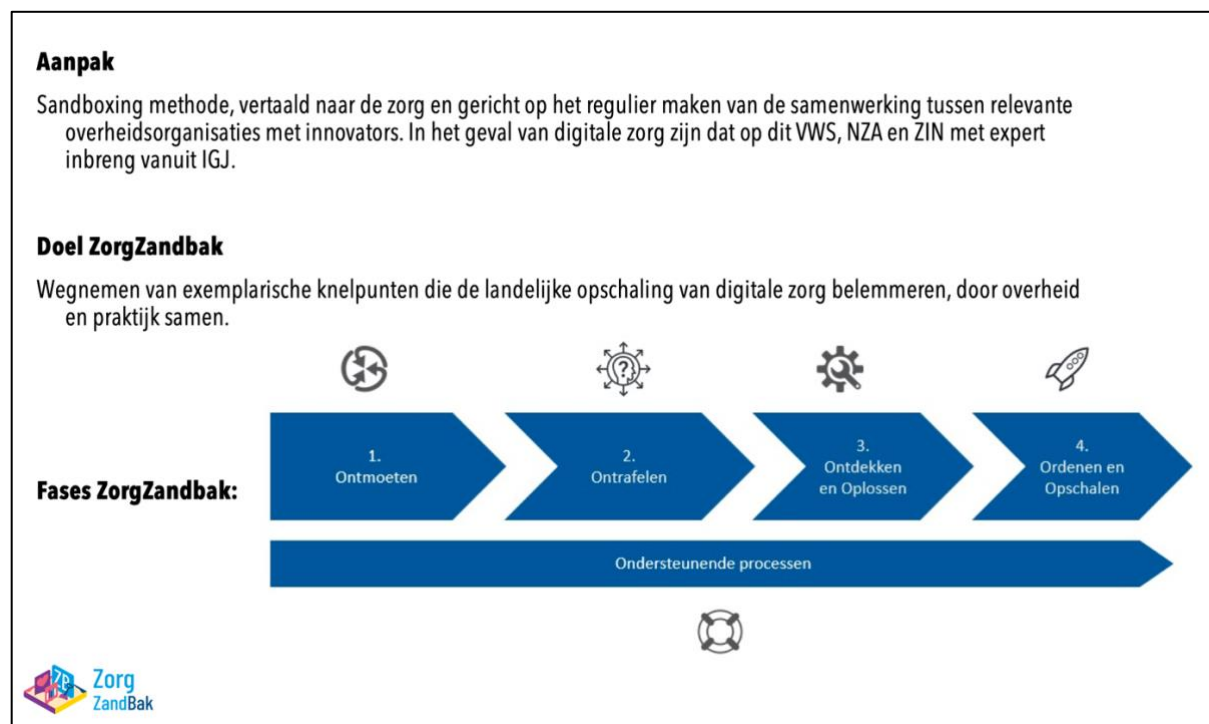 Aanpak
Sandboxing methode, vertaald naar de zorg en gericht op het regulier maken van de samenwerking tussen relevante
overheidsorganisaties met innovators. In het geval van digitale zorg zijn dat op dit VWS, NZA en ZIN met expert
inbreng vanuit IGJ.
Doel ZorgZandbak
Wegnemen van exemplarische knelpunten die de landelijke opschaling van digitale zorg belemmeren, door overheid
en praktijk samen.
Fases ZorgZandbak:
1.
Ontmoeten
2.
Ontrafelen
3.
Ontdekken
en Oplossen
4.
Ordenen en
Opschalen
Ondersteunende processen
Zorg
ZandBak